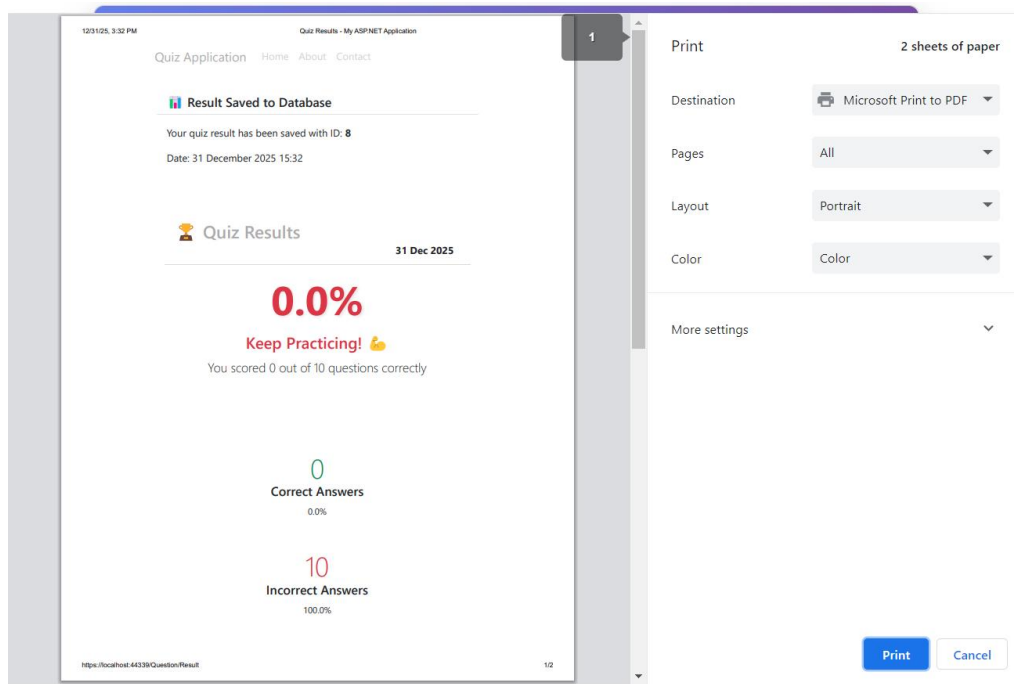 12/31/25, 3:32 PM Quiz Results - My ASP.NET Application
Quiz Application Home About Contact
Result Saved to Database
Your quiz result has been saved with ID: 8
Date: 31 December 2025 15:32
Quiz Results
31 Dec 2025
0.0%
Keep Practicing!
You scored 0 out of 10 questions correctly
0
Correct Answers
0.0%
10
Incorrect Answers
100.0%
https://localhost:44339/Question/Result 1/2
1
Print 2 sheets of paper
Destination Microsoft Print to PDF
Pages All
Layout Portrait
Color Color
More settings
Print Cancel